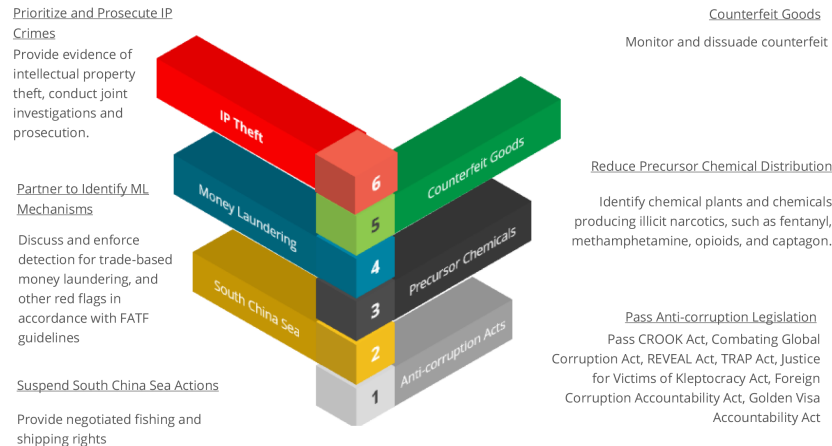 Prioritize and Prosecute IP
Crimes
Provide evidence of
intellectual property
theft, conduct joint
investigations and
prosecution.
Partner to Identify ML
Mechanisms
Discuss and enforce
detection for trade-based
money laundering, and
other red flags in
accordance with FATF
guidelines
Suspend South China Sea Actions
Provide negotiated fishing and
shipping rights
IP Theft
6
Counterfeit Goods
5
Money Laundering
4
Precursor Chemicals
3
South China Sea
2
Anti-corruption Acts
1
Counterfeit Goods
Monitor and dissuade counterfeit
Reduce Precursor Chemical Distribution
Identify chemical plants and chemicals
producing illicit narcotics, such as fentanyl,
methamphetamine, opioids, and captagon.
Pass Anti-corruption Legislation
Pass CROOK Act, Combating Global
Corruption Act, REVEAL Act, TRAP Act, Justice
for Victims of Kleptocracy Act, Foreign
Corruption Accountability Act, Golden Visa
Accountability Act